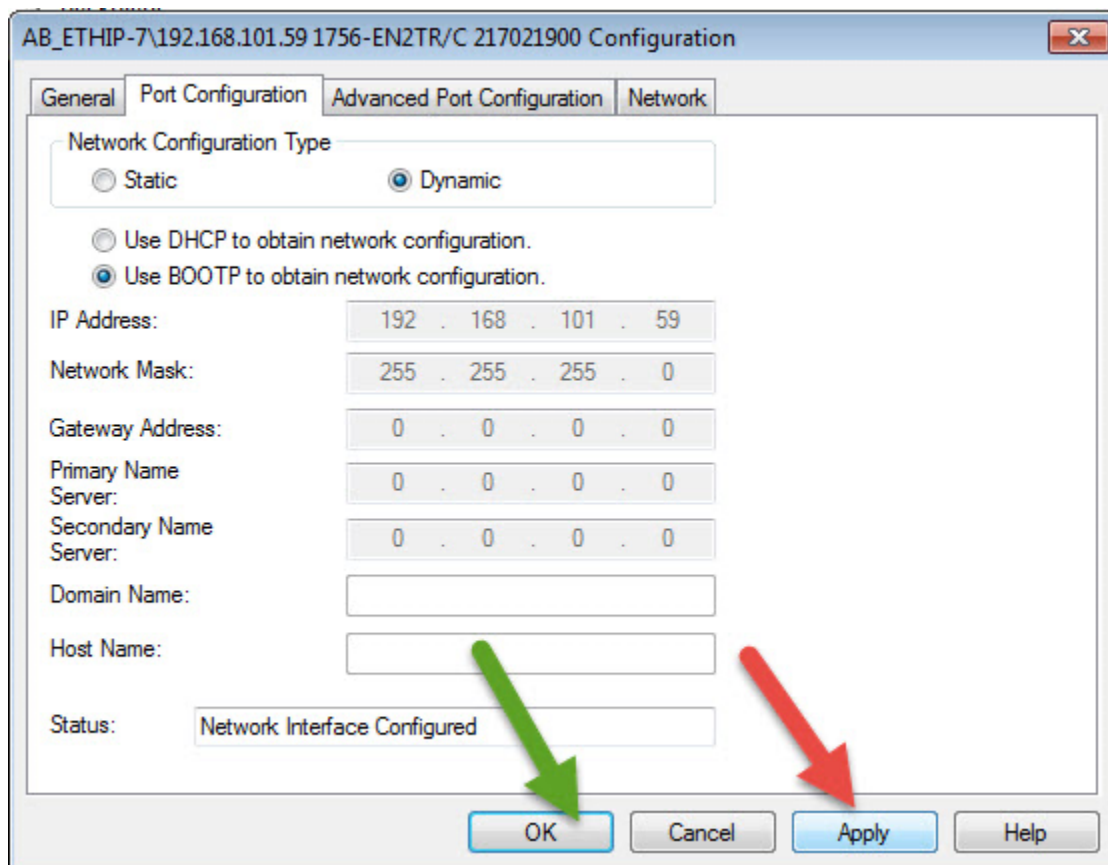 AB_ETHIP-7\192.168.101.59 1756-EN2TR/C 217021900 Configuration
General Port Configuration Advanced Port Configuration Network
Network Configuration Type
Static Dynamic
Use DHCP to obtain network configuration.
Use BOOTP to obtain network configuration.
IP Address: 192 . 168 . 101 . 59
Network Mask: 255 . 255 . 255 . 0
Gateway Address: 0 . 0 . 0 . 0
Primary Name
Server: 0 . 0 . 0 . 0
Secondary Name
Server: 0 . 0 . 0 . 0
Domain Name:
Host Name:
Status: Network Interface Configured
OK Cancel Apply Help